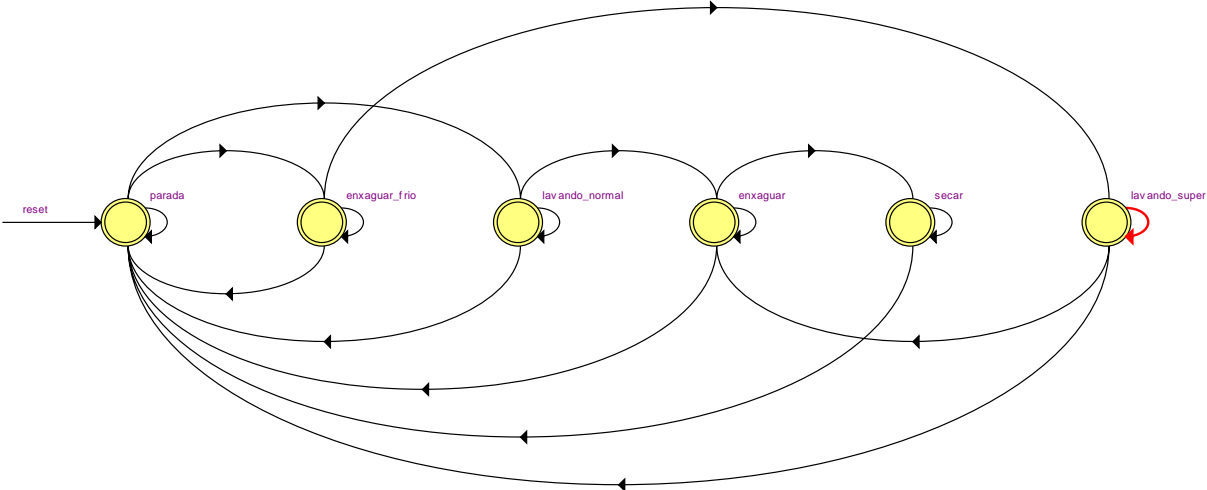 reset
parada
enxaguar_frio
lavando_normal
enxaguar
secar
lavando_super